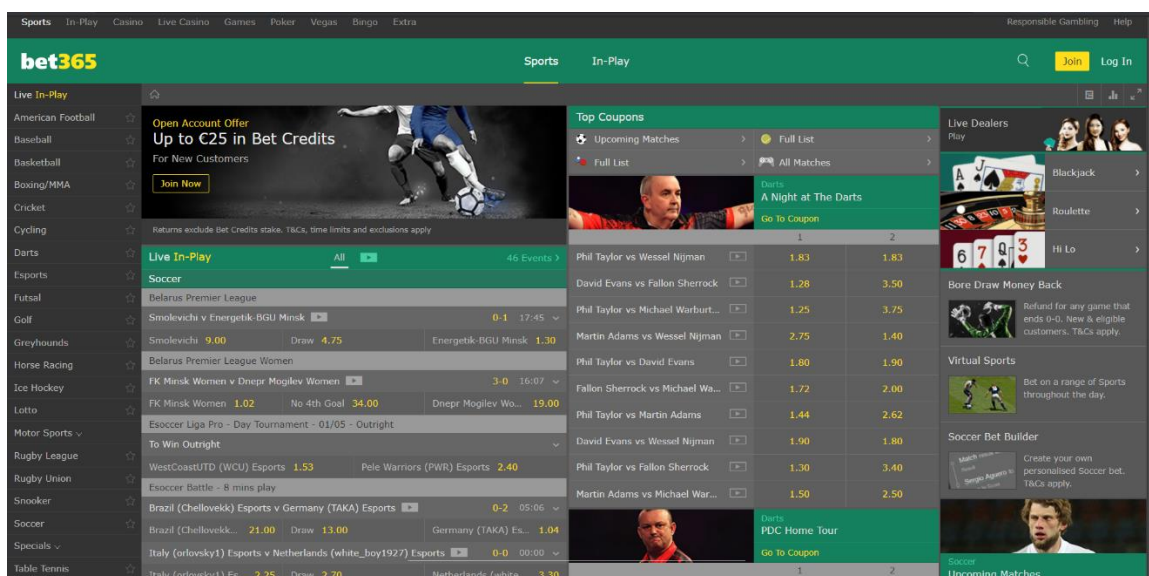 Sports In-Play Casino Live Casino Games Poker Vegas Bingo Extra
Responsible Gambling Help
bet365
Sports In-Play
Join Log In
Live In-Play
American Football
Baseball
Basketball
Boxing/MMA
Cricket
Cycling
Darts
Esports
Futsal
Golf
Greyhounds
Horse Racing
Ice Hockey
Lotto
Motor Sports
Rugby League
Rugby Union
Snooker
Soccer
Specials
Table Tennis
Open Account Offer
Up to €25 in Bet Credits
For New Customers
Join Now
Returns exclude Bet Credits stake. T&Cs, time limits and exclusions apply
Live In-Play All 46 Events
Soccer
Belarus Premier League
Smolevichi v Energetik-BGU Minsk 0-1 17:45
Smolevichi 9.00 Draw 4.75 Energetik-BGU Minsk 1.30
Belarus Premier League Women
FK Minsk Women v Dnepr Mogilev Women 3-0 16:07
FK Minsk Women 1.02 No 4th Goal 34.00 Dnepr Mogilev Wo... 19.00
Esoccer Liga Pro - Day Tournament - 01/05 - Outright
To Win Outright
WestCoastUTD (WCU) Esports 1.53 Pele Warriors (PWR) Esports 2.40
Esoccer Battle - 8 mins play
Brazil (Chellovekk) Esports v Germany (TAKA) Esports 0-2 05:06
Brazil (Chellovekk... 21.00 Draw 13.00 Germany (TAKA) Es... 1.04
Italy (orlovsky1) Esports v Netherlands (white_boy1927) Esports 0-0 00:00
Italy (orlovsky1) Es... 2.25 Draw 2.70 Netherlands (white... 3.30
Top Coupons
Upcoming Matches Full List
Full List All Matches
Darts
A Night at The Darts
Go To Coupon
1 2
Phil Taylor vs Wessel Nijman 1.83 1.83
David Evans vs Fallon Sherrock 1.28 3.50
Phil Taylor vs Michael Warburt... 1.25 3.75
Martin Adams vs Wessel Nijman 2.75 1.40
Phil Taylor vs David Evans 1.80 1.90
Fallon Sherrock vs Michael Wa... 1.72 2.00
Phil Taylor vs Martin Adams 1.44 2.62
David Evans vs Wessel Nijman 1.90 1.80
Phil Taylor vs Fallon Sherrock 1.30 3.40
Martin Adams vs Michael War... 1.50 2.50
Darts
PDC Home Tour
Go To Coupon
1 2
Live Dealers
Play
Blackjack
Roulette
Hi Lo
Bore Draw Money Back
Refund for any game that
ends 0-0. New & eligible
customers. T&Cs apply.
Virtual Sports
Bet on a range of Sports
throughout the day.
Soccer Bet Builder
Create your own
personalised Soccer bet.
T&Cs apply.
Soccer
Upcoming Matches